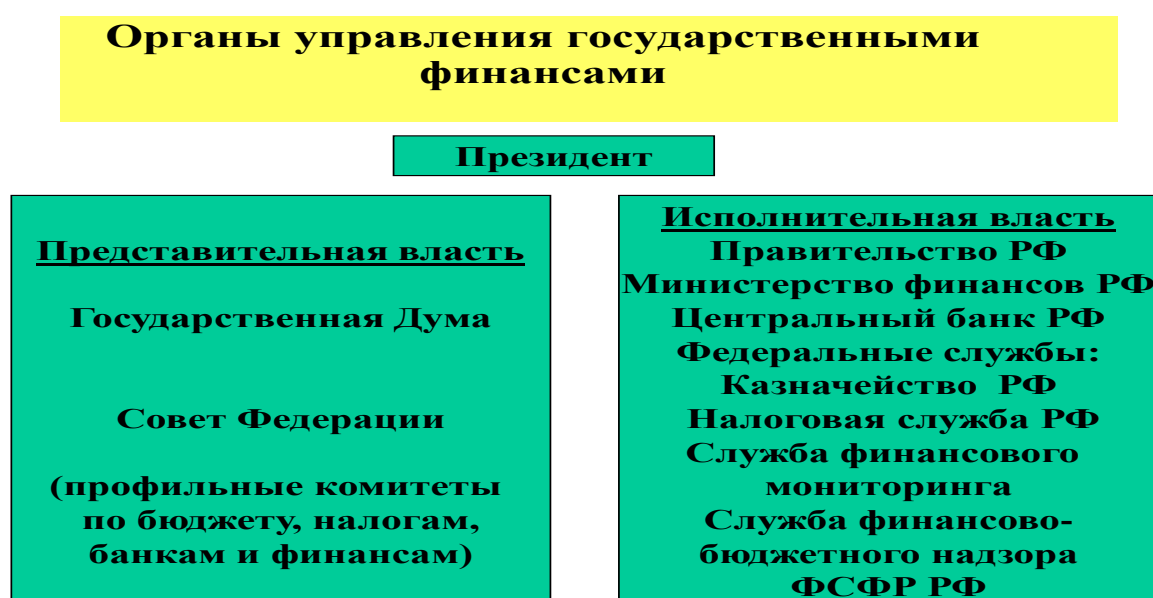 Органы управления государственными
финансами
Президент
Представительная власть
Государственная Дума
Совет Федерации
(профильные комитеты
по бюджету, налогам,
банкам и финансам)
Исполнительная власть
Правительство РФ
Министерство финансов РФ
Центральный банк РФ
Федеральные службы:
Казначейство РФ
Налоговая служба РФ
Служба финансового
мониторинга
Служба финансово-
бюджетного надзора
ФСФР РФ